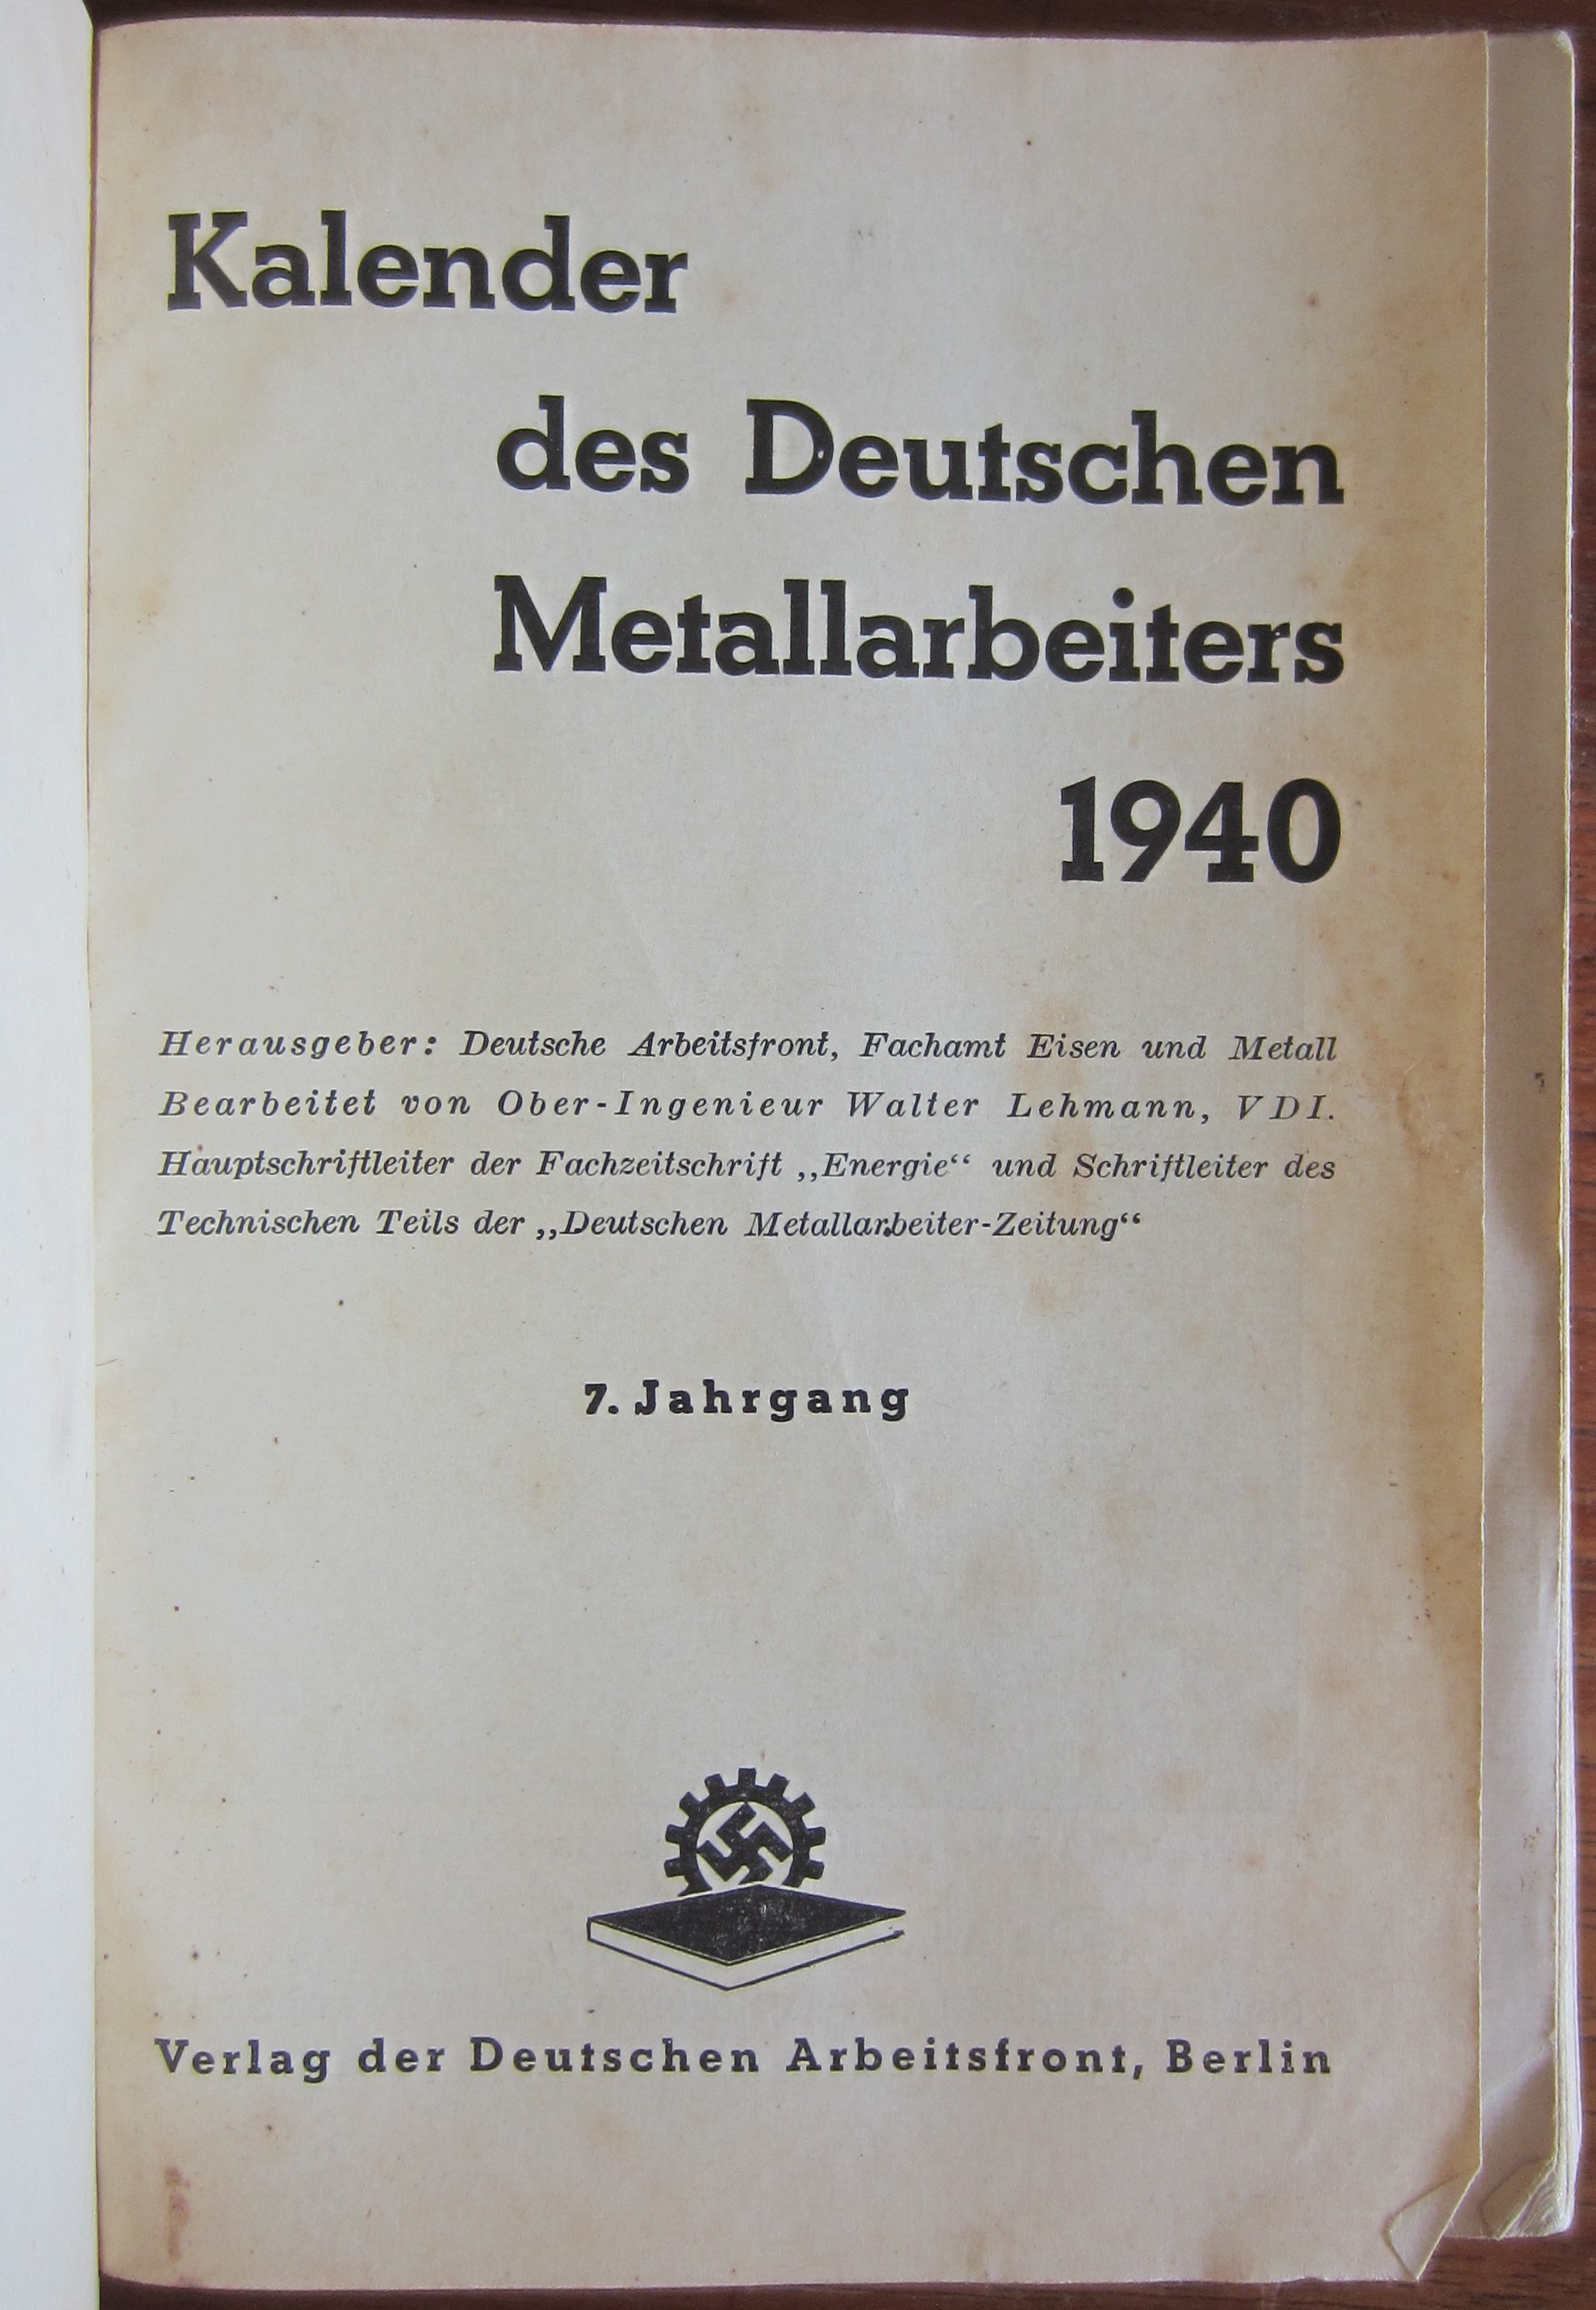 Kalender
des Deutschen
Metallarbeiters
1940
Herausgeber: Deutsche Arbeitsfront, Fachamt Eisen und Metall
Bearbeitet von Ober-Ingenieur Walter Lehmann, VDI.
Hauptschriftleiter der Fachzeitschrift „Energie“ und Schriftleiter des
Technischen Teils der „Deutschen Metallarbeiter-Zeitung“
7. Jahrgang
Verlag der Deutschen Arbeitsfront, Berlin